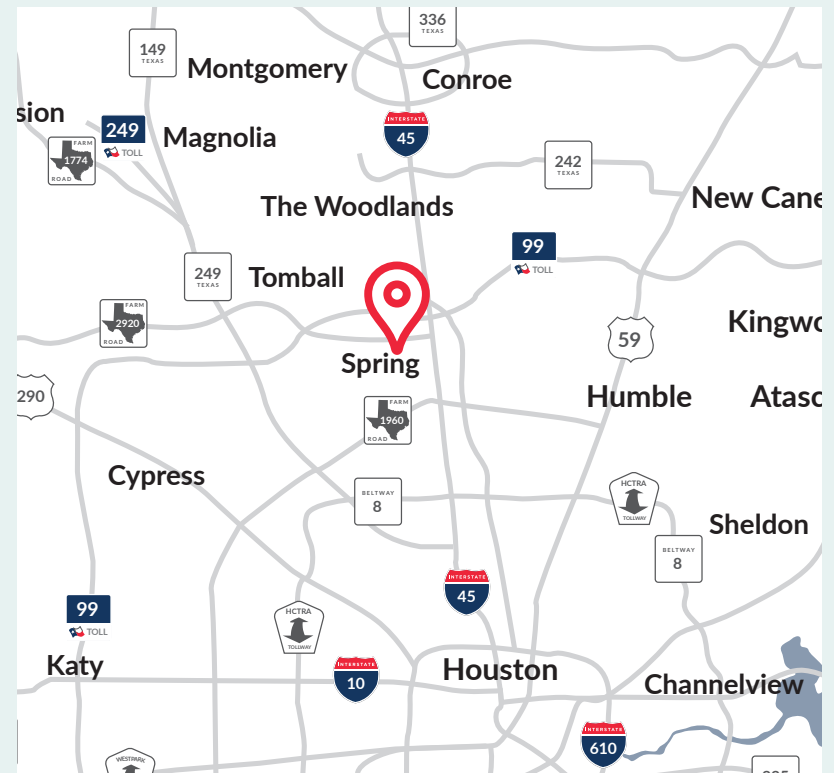 336
TEXAS
149
TEXAS
Montgomery
Conroe
sion
249
TOLL
Magnolia
INTERSTATE
45
FARM
1774
ROAD
242
TEXAS
New Cane
The Woodlands
99
TOLL
249
TEXAS
Tomball
FARM
2920
ROAD
Kingwo
59
Spring
290
Humble
Atasc
FARM
1960
ROAD
Cypress
BELTWAY
8
HCTRA
TOLLWAY
Sheldon
BELTWAY
8
INTERSTATE
45
99
TOLL
HCTRA
TOLLWAY
Katy
INTERSTATE
10
Houston
Channelview
INTERSTATE
610
WESTPARK